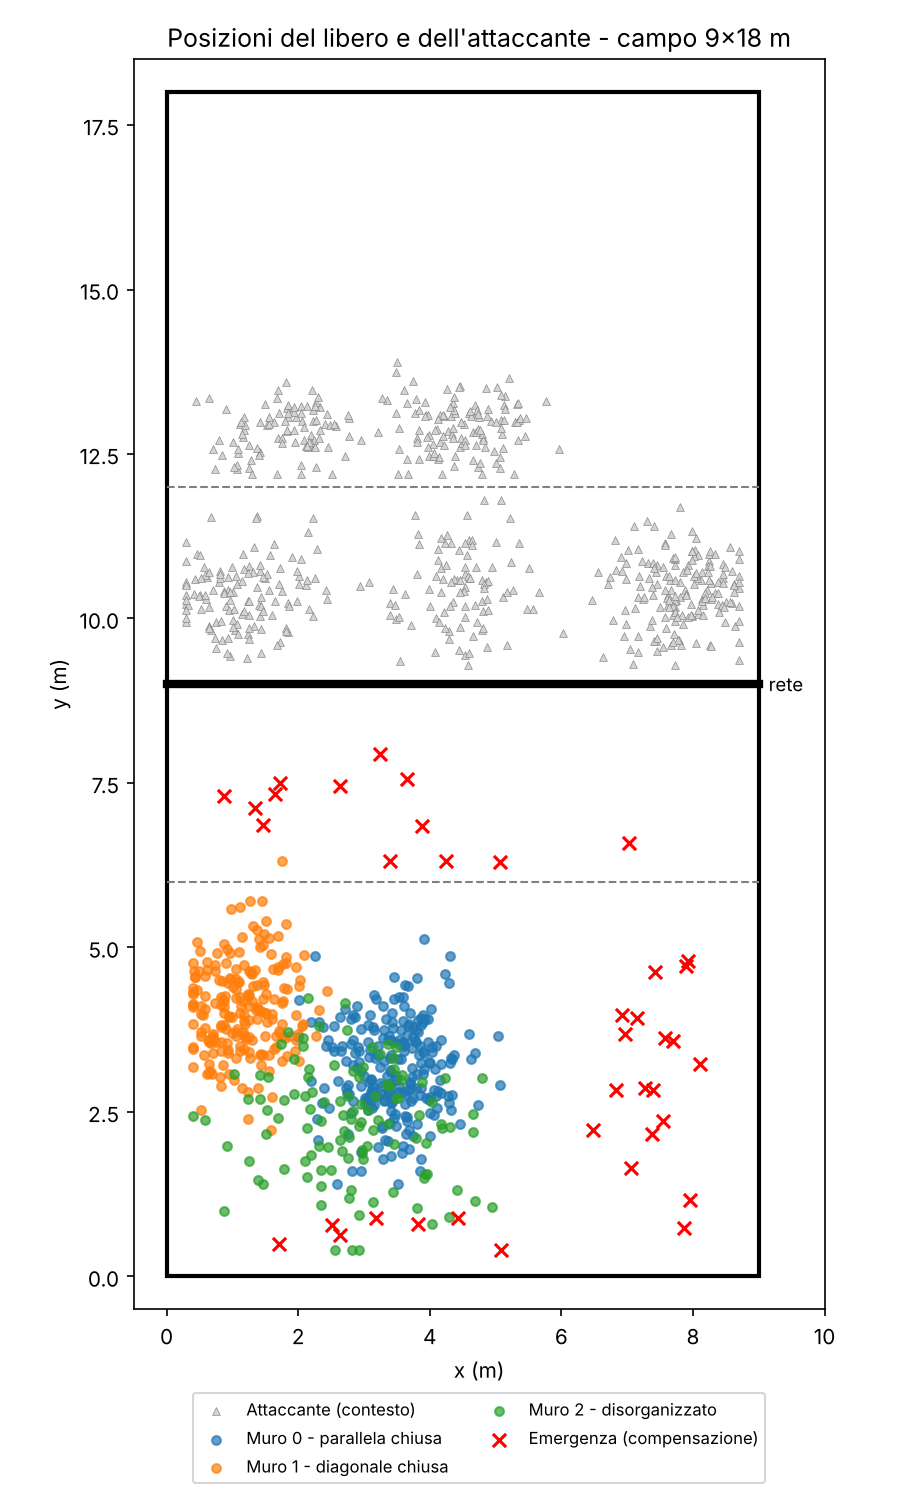 Posizioni del libero e dell'attaccante - campo 9×18 m
17.5
15.0
12.5
10.0
7.5
5.0
2.5
0.0
y (m)
rete
0 2 4 6 8 10
x (m)
Attaccante (contesto)
Muro 0 - parallela chiusa
Muro 1 - diagonale chiusa
Muro 2 - disorganizzato
Emergenza (compensazione)